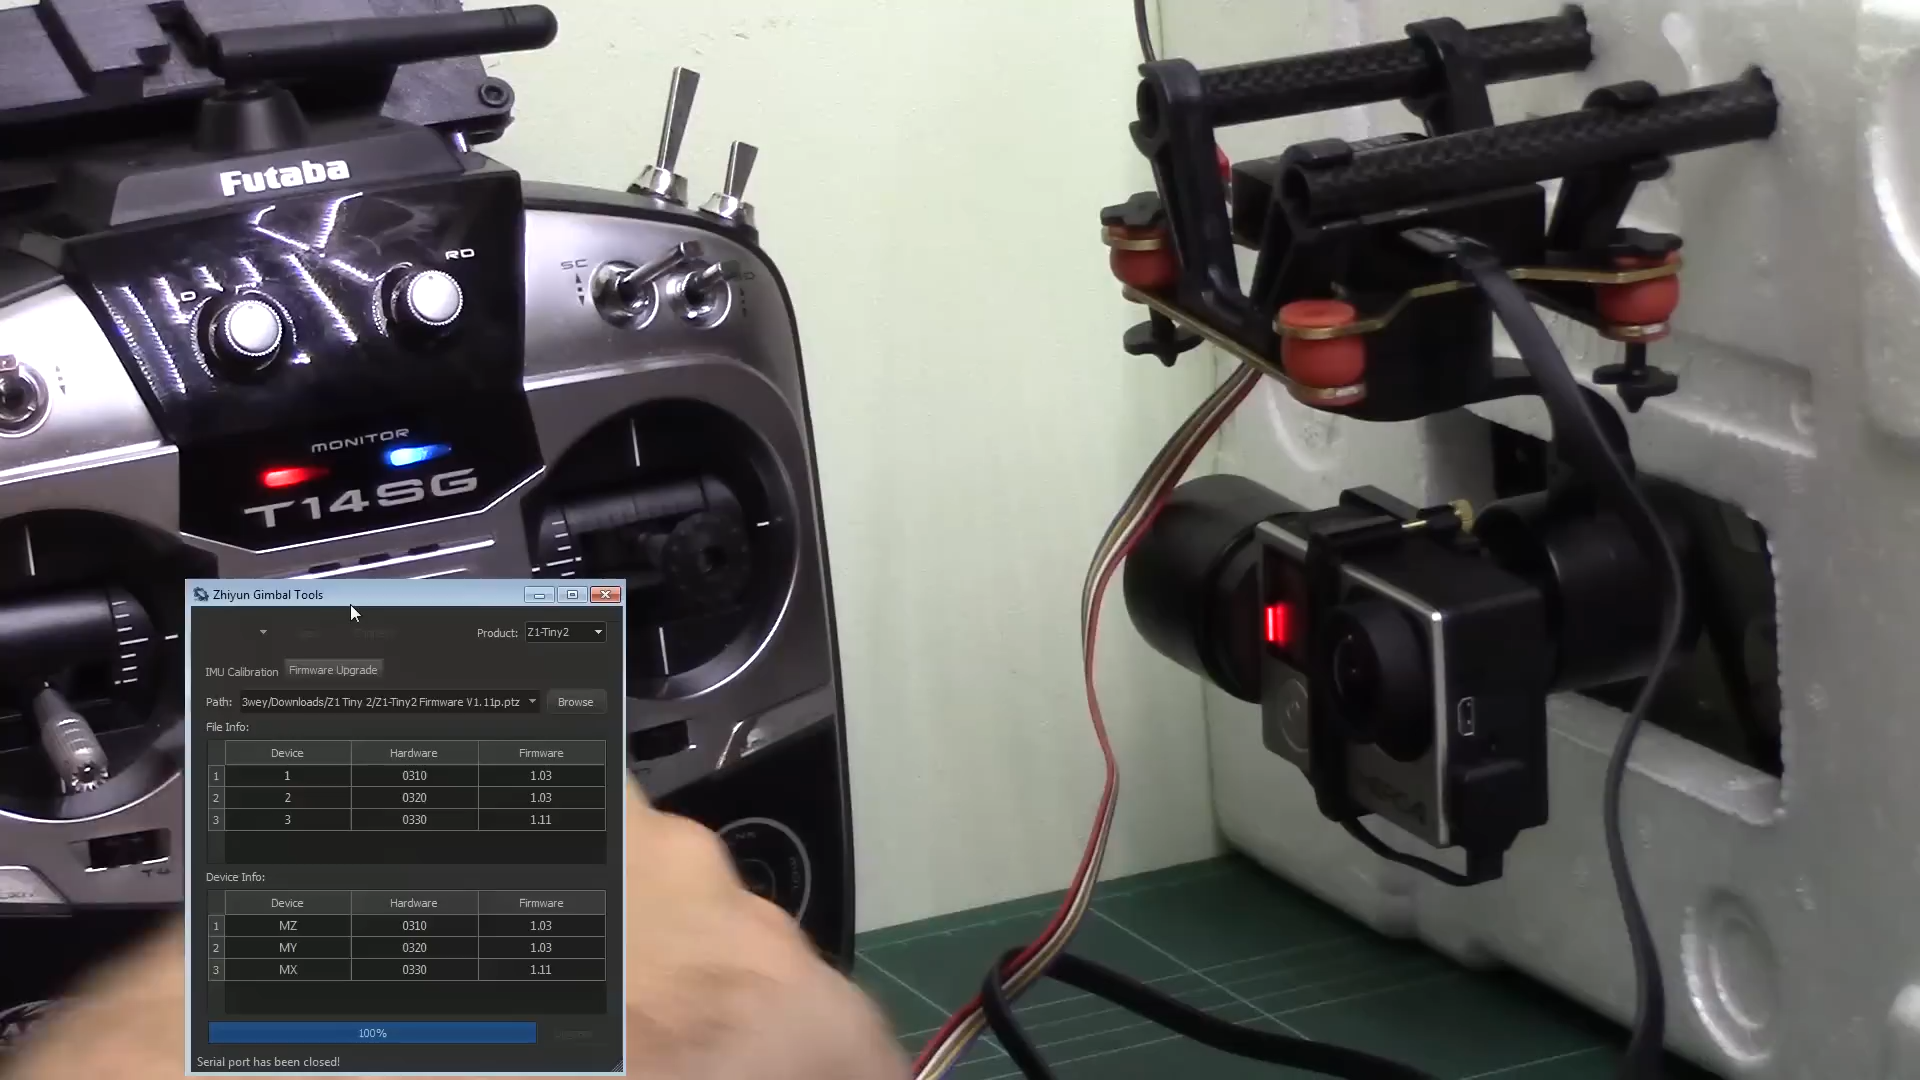 Futaba
RD
SC
MONITOR
T14SG
Zhiyun Gimbal Tools
Product: Z1-Tiny2
IMU Calibration Firmware Upgrade
Path: 3wey/Downloads/Z1 Tiny 2/Z1-Tiny2 Firmware V1.11p.ptz Browse
File Info:
Device Hardware Firmware
1 1 0310 1.03
2 2 0320 1.03
3 3 0330 1.11
Device Info:
Device Hardware Firmware
1 MZ 0310 1.03
2 MY 0320 1.03
3 MX 0330 1.11
100%
Serial port has been closed!